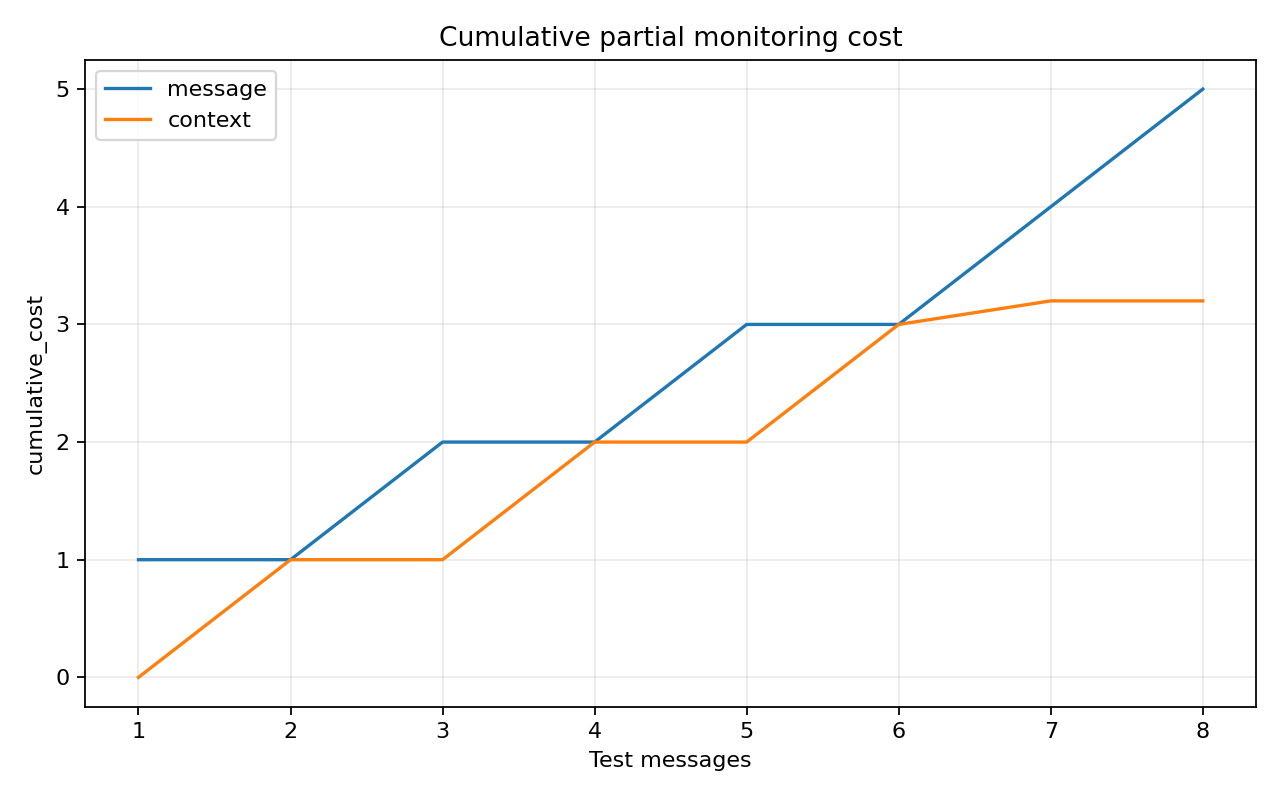 Cumulative partial monitoring cost
message
context
5
4
3
2
1
0
cumulative_cost
1 2 3 4 5 6 7 8
Test messages